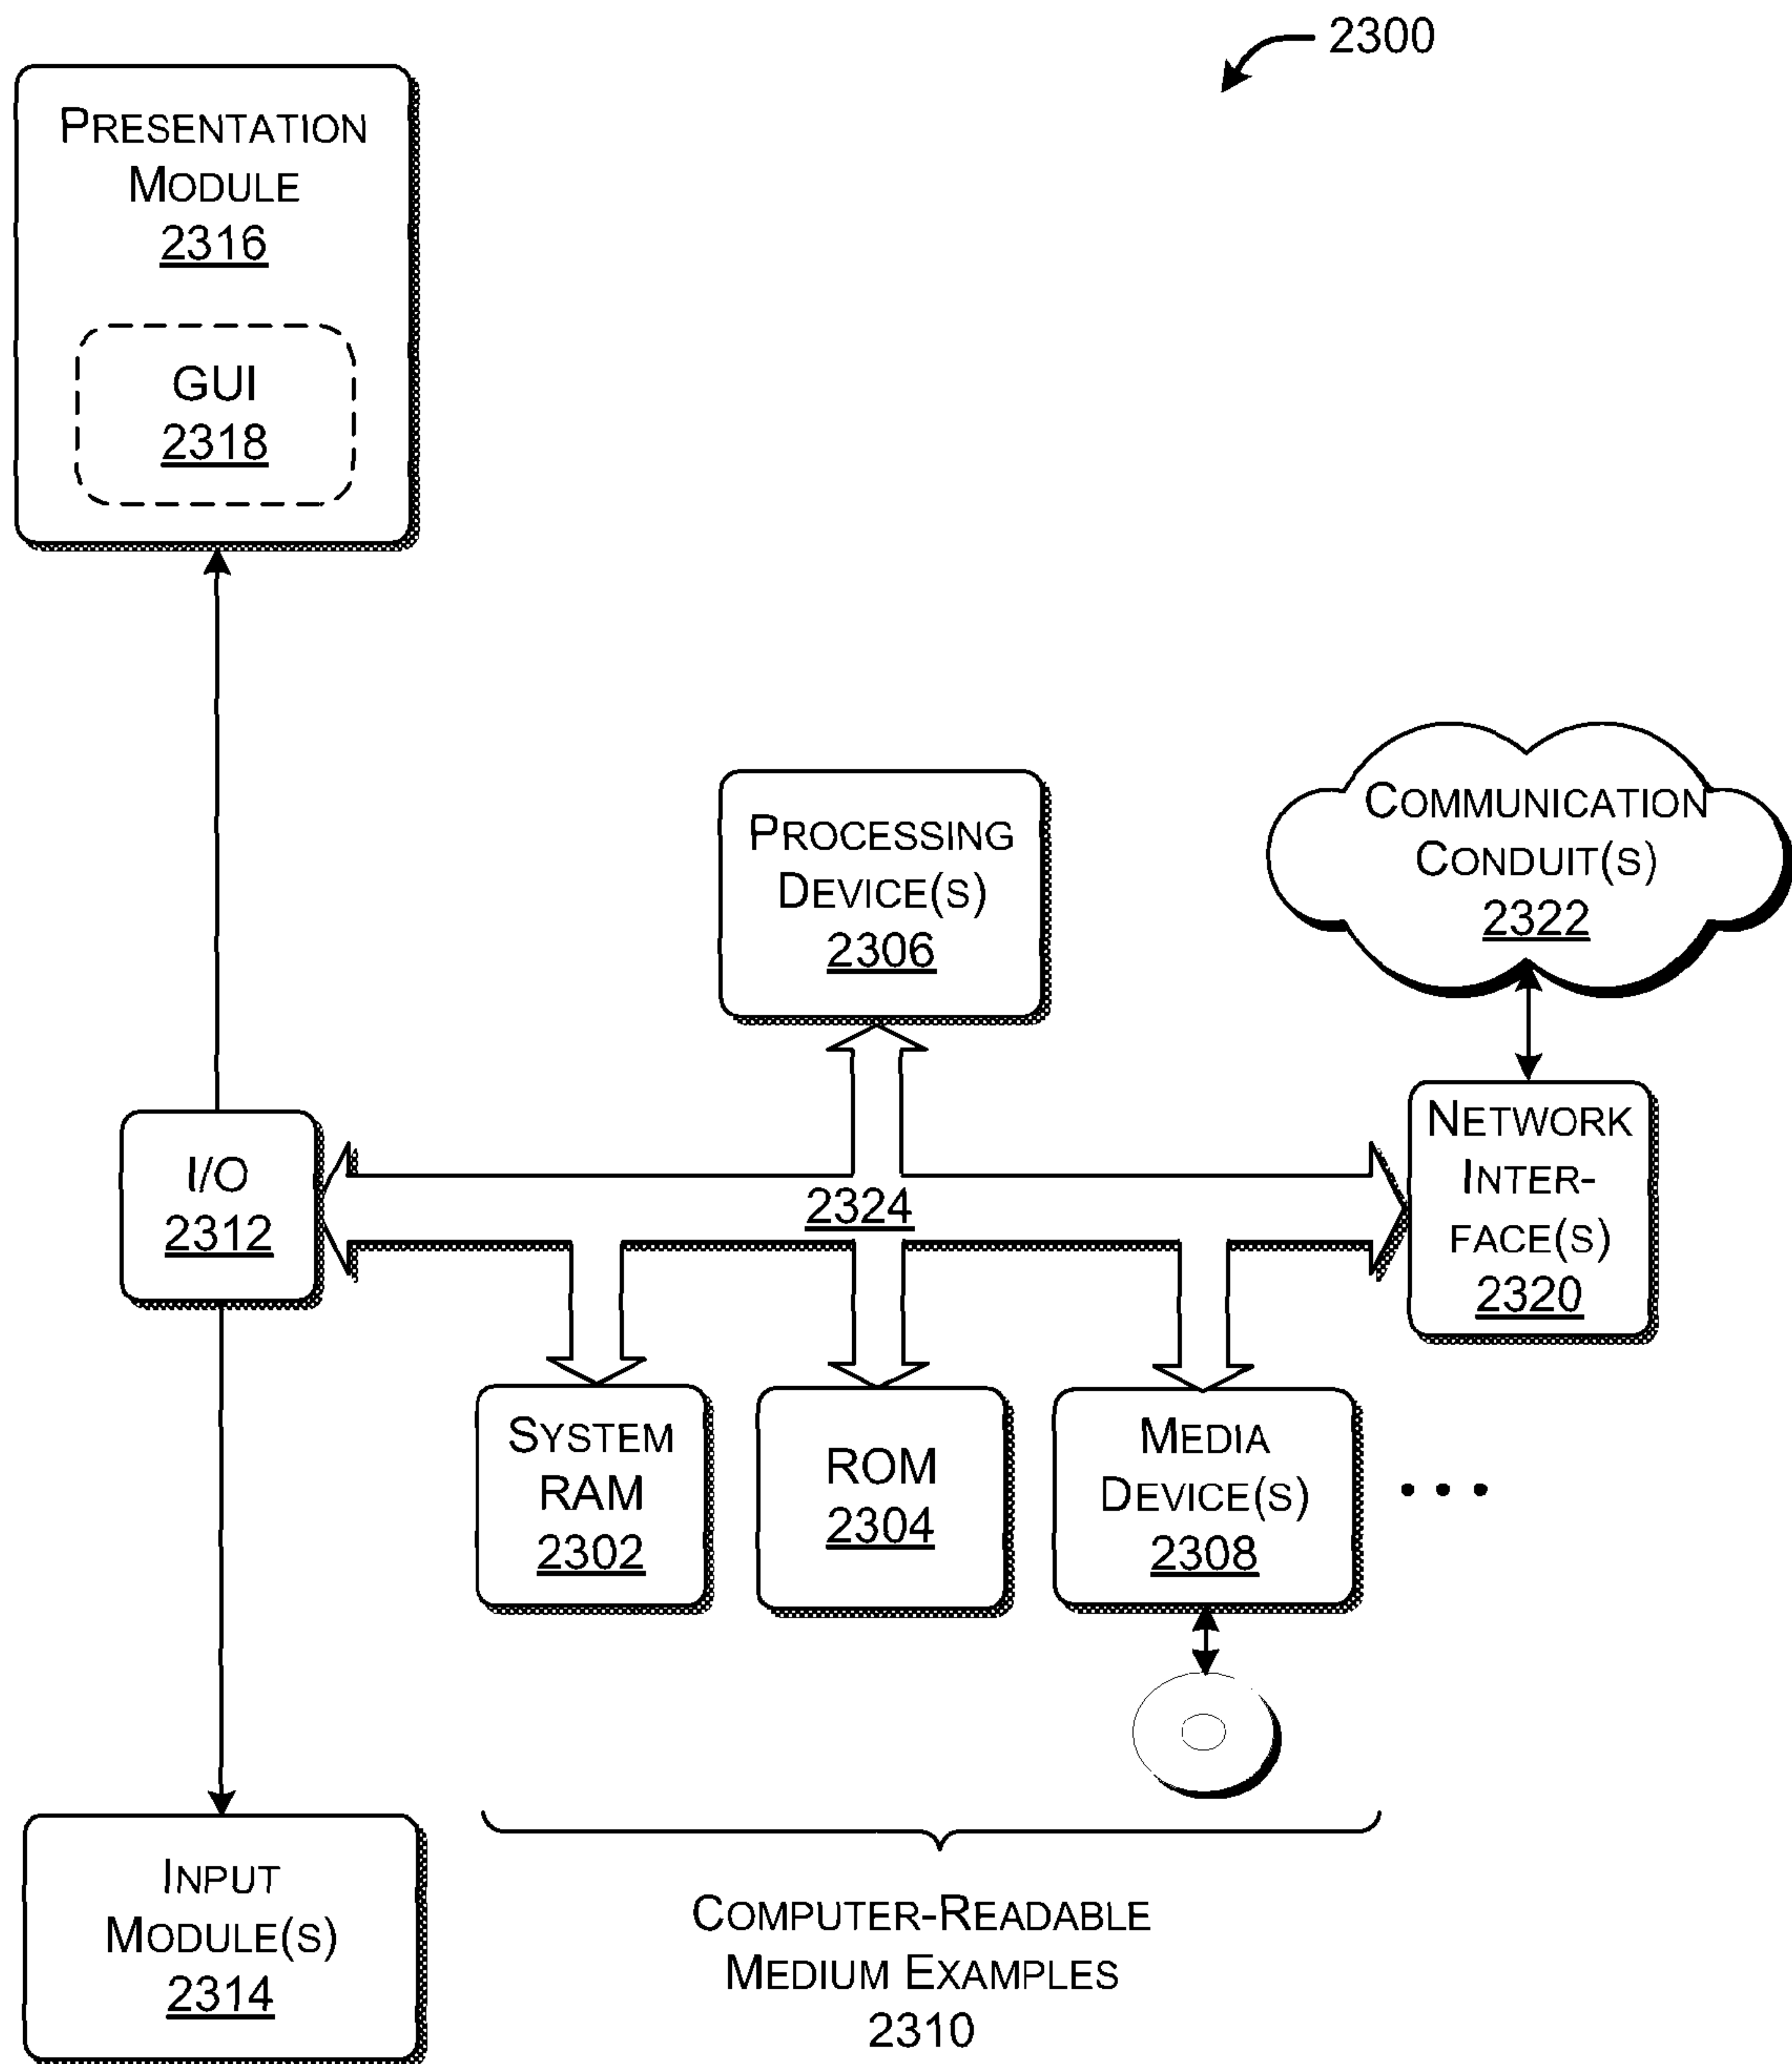 2300
PRESENTATION
MODULE
2316
GUI
2318
PROCESSING
DEVICE(S)
2306
COMMUNICATION
CONDUIT(S)
2322
I/O
2312
2324
NETWORK
INTER-
FACE(S)
2320
SYSTEM
RAM
2302
ROM
2304
MEDIA
DEVICE(S)
2308
• • •
INPUT
MODULE(S)
2314
COMPUTER-READABLE
MEDIUM EXAMPLES
2310